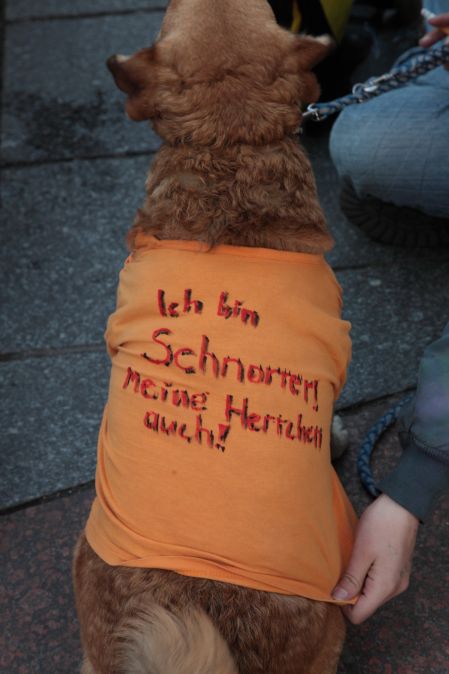 Ich bin
Schnorrer,
meine Herrchen
auch!